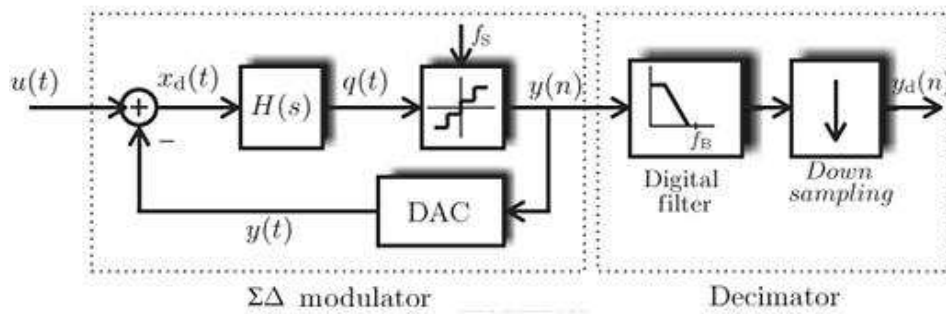 f_S
u(t)
x_d(t)
H(s)
q(t)
y(n)
y_d(n)
+
−
f_B
Digital
filter
Down
sampling
DAC
y(t)
ΣΔ modulator
Decimator